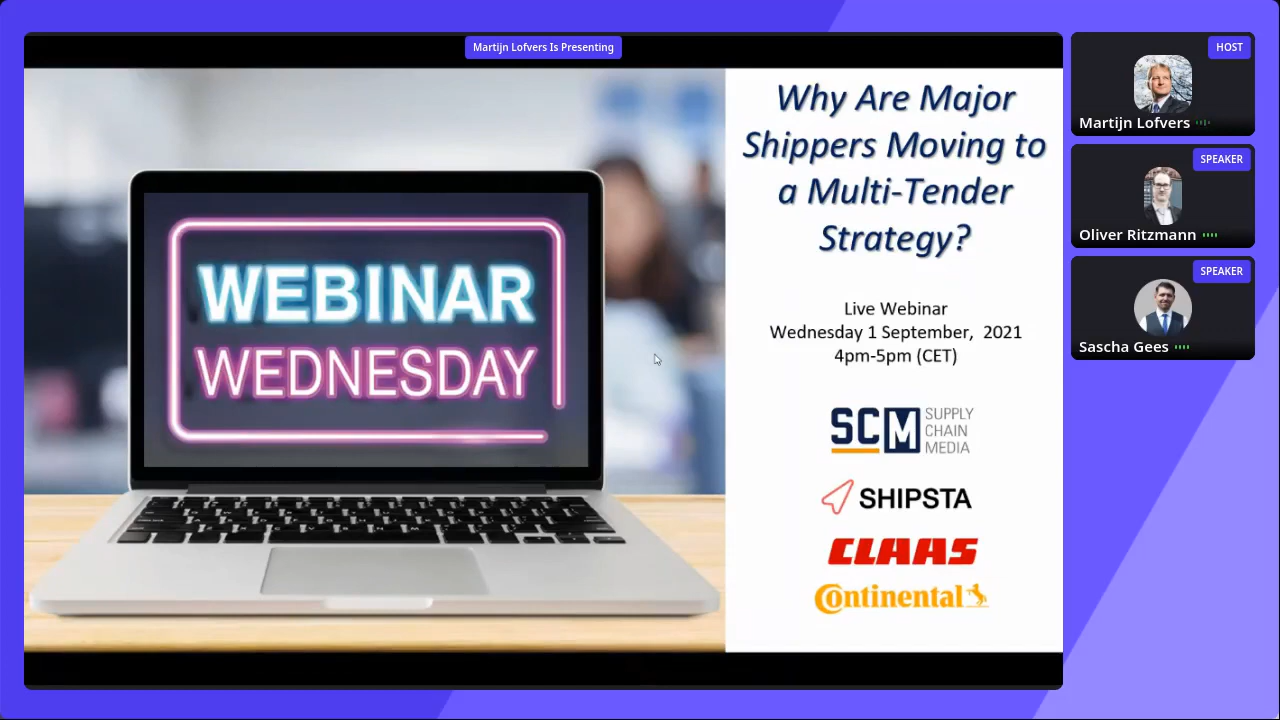 Martijn Lofvers Is Presenting
WEBINAR
WEDNESDAY
Why Are Major
Shippers Moving to
a Multi-Tender
Strategy?
Live Webinar
Wednesday 1 September, 2021
4pm-5pm (CET)
SCM SUPPLY
CHAIN
MEDIA
SHIPSTA
CLAAS
Continental
HOST
Martijn Lofvers
SPEAKER
Oliver Ritzmann
SPEAKER
Sascha Gees